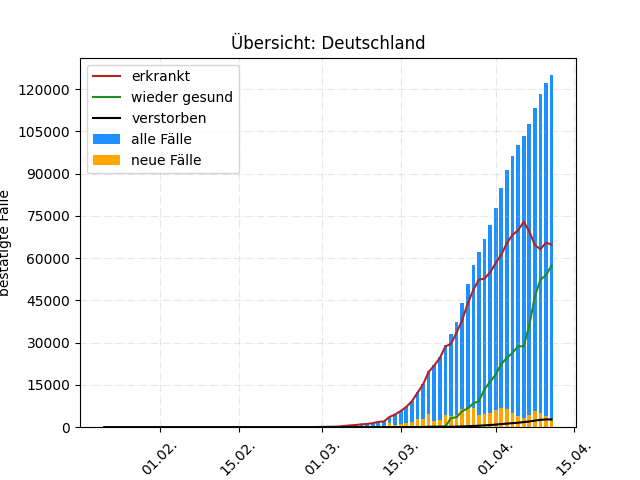 Übersicht: Deutschland
erkrankt
wieder gesund
verstorben
alle Fälle
neue Fälle
bestätigte Fälle
120000
105000
90000
75000
60000
45000
30000
15000
0
01.02.
15.02.
01.03.
15.03.
01.04.
15.04.